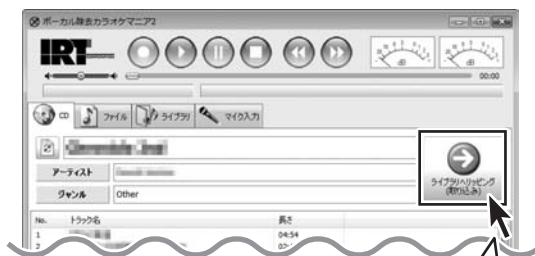 ボーカル除去カラオケマニア2
IRT
dB
dB
00:00
CD
ファイル
ライブラリ
マイク入力
アーティスト
ジャンル
Other
ライブラリへリッピング
(取り込み)
No.
トラック名
長さ
1
04:54
2